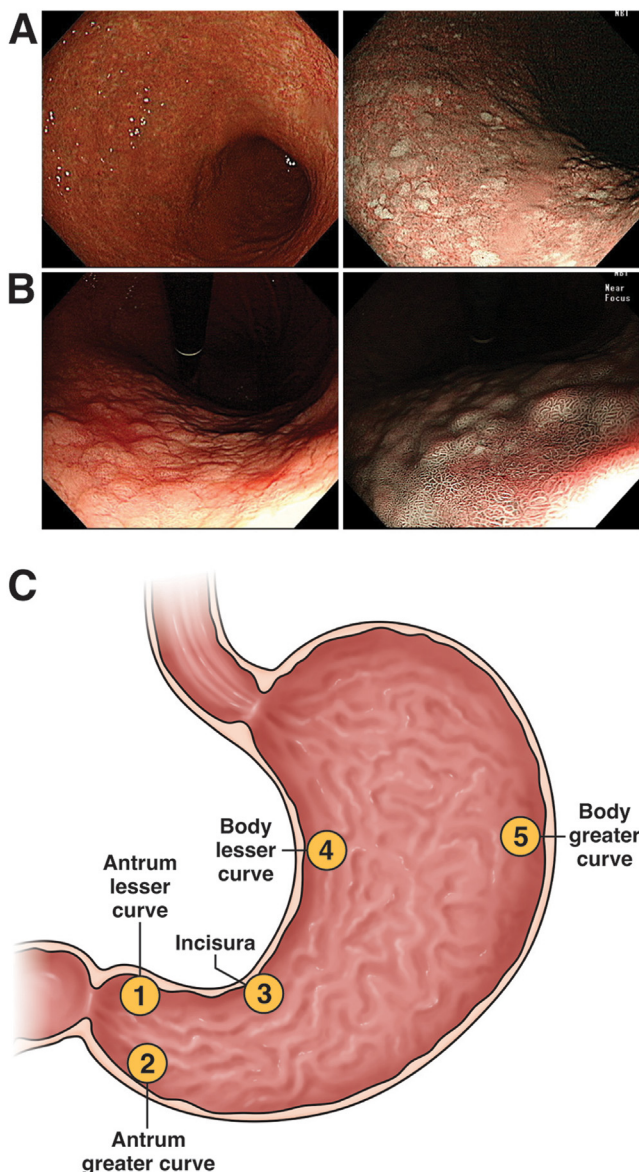 A
NBI
B
NBI
Near
Focus
C
Body
lesser
curve
4
5
Body
greater
curve
Antrum
lesser
curve
Incisura
1
3
2
Antrum
greater curve